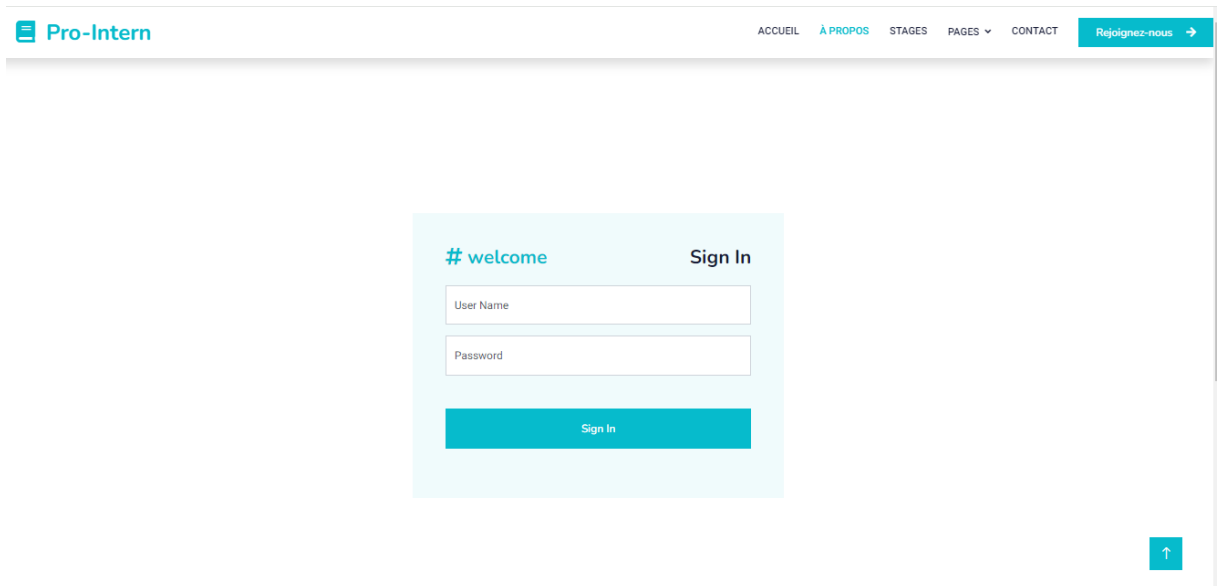 Pro-Intern
ACCUEIL À PROPOS STAGES PAGES CONTACT Rejoignez-nous
# welcome Sign In
User Name
Password
Sign In